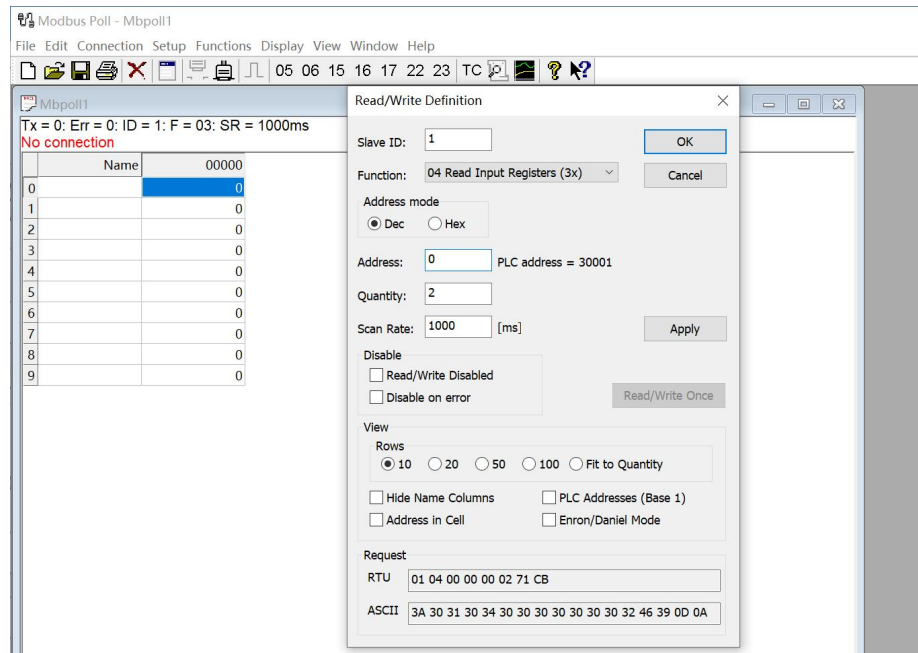 Modbus Poll - Mbpoll1
File Edit Connection Setup Functions Display View Window Help
05 06 15 16 17 22 23 TC
Mbpoll1
Tx = 0: Err = 0: ID = 1: F = 03: SR = 1000ms
No connection
Name 00000
0 0
1 0
2 0
3 0
4 0
5 0
6 0
7 0
8 0
9 0
Read/Write Definition
Slave ID: 1 OK
Function: 04 Read Input Registers (3x) Cancel
Address mode
Dec Hex
Address: 0 PLC address = 30001
Quantity: 2
Scan Rate: 1000 [ms] Apply
Disable
Read/Write Disabled
Disable on error Read/Write Once
View
Rows
10 20 50 100 Fit to Quantity
Hide Name Columns PLC Addresses (Base 1)
Address in Cell Enron/Daniel Mode
Request
RTU 01 04 00 00 00 02 71 CB
ASCII 3A 30 31 30 34 30 30 30 30 30 30 30 32 46 39 0D 0A